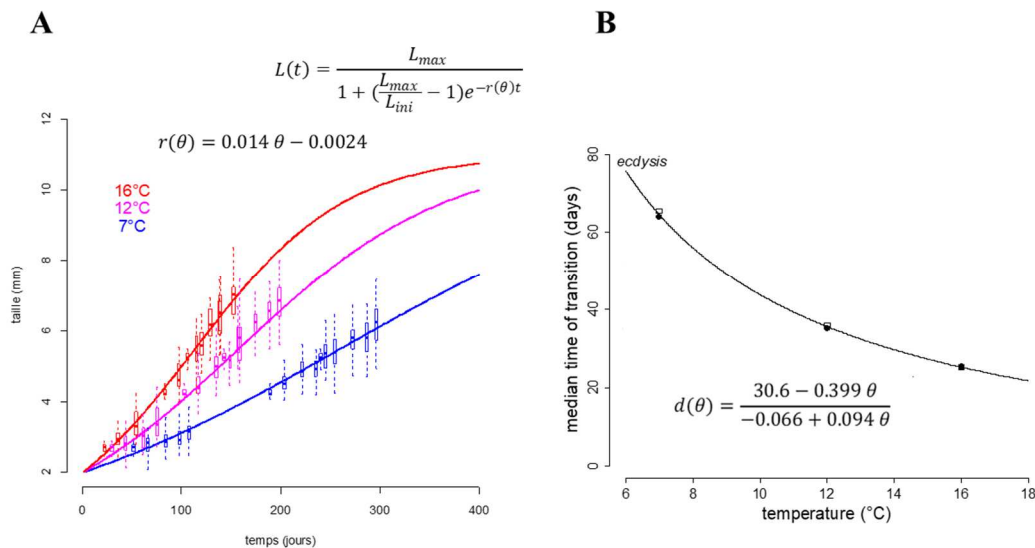 A
L(t) = L_max / (1 + (L_max/L_ini − 1)e^(−r(θ)t))
r(θ) = 0.014 θ − 0.0024
16°C
12°C
7°C
taille (mm)
12
10
8
6
4
2
0 100 200 300 400
temps (jours)
B
ecdysis
median time of transition (days)
80
60
40
20
0
d(θ) = (30.6 − 0.399 θ) / (−0.066 + 0.094 θ)
6 8 10 12 14 16 18
temperature (°C)